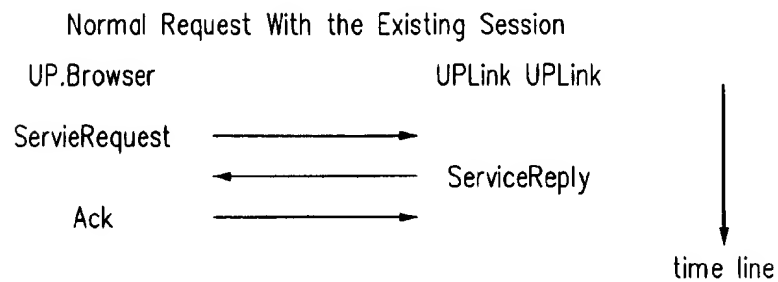 Normal Request With the Existing Session
UP.Browser UPLink UPLink
ServieRequest
ServiceReply
Ack
time line